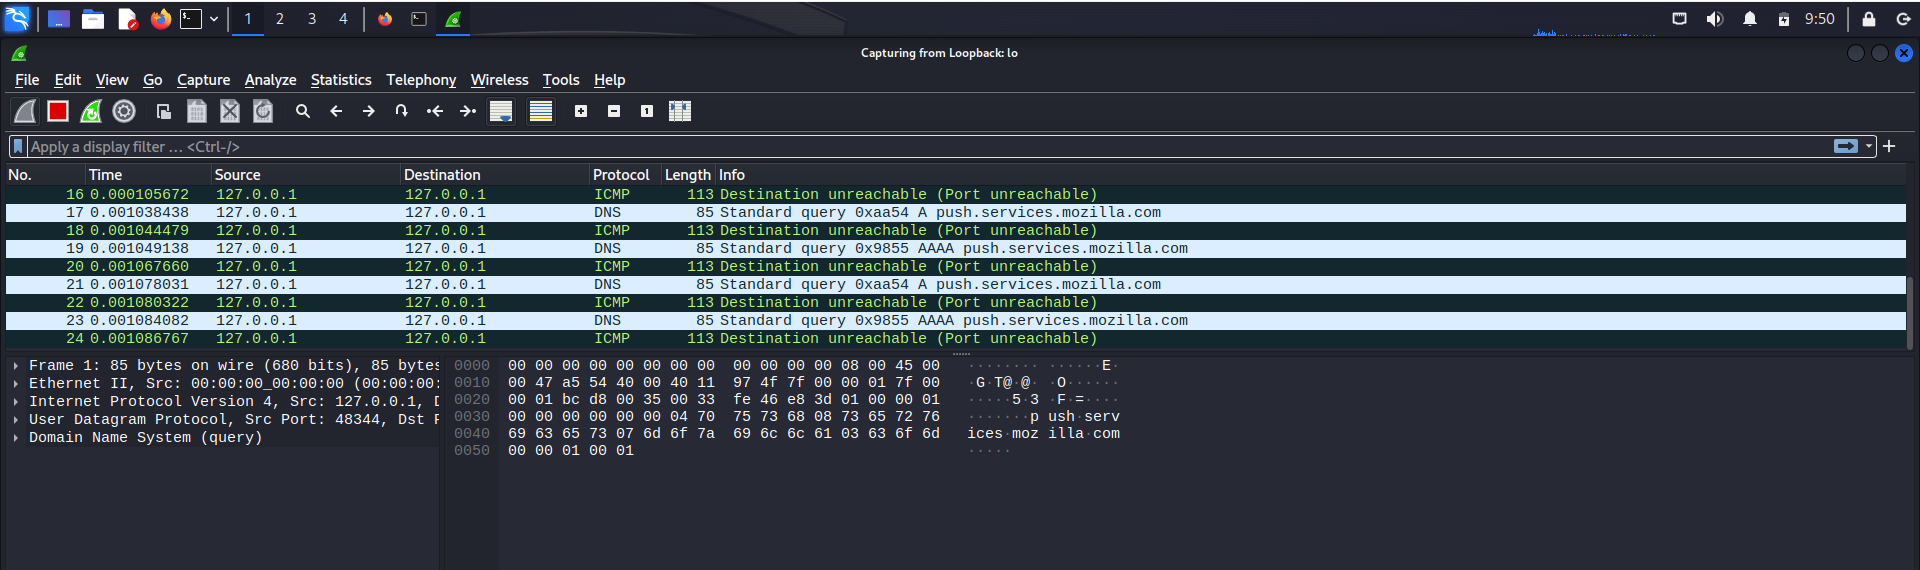 1 2 3 4 9:50
Capturing from Loopback: lo
File Edit View Go Capture Analyze Statistics Telephony Wireless Tools Help
Apply a display filter … <Ctrl-/>
No. Time Source Destination Protocol Length Info
16 0.000105672 127.0.0.1 127.0.0.1 ICMP 113 Destination unreachable (Port unreachable)
17 0.001038438 127.0.0.1 127.0.0.1 DNS 85 Standard query 0xaa54 A push.services.mozilla.com
18 0.001044479 127.0.0.1 127.0.0.1 ICMP 113 Destination unreachable (Port unreachable)
19 0.001049138 127.0.0.1 127.0.0.1 DNS 85 Standard query 0x9855 AAAA push.services.mozilla.com
20 0.001067660 127.0.0.1 127.0.0.1 ICMP 113 Destination unreachable (Port unreachable)
21 0.001078031 127.0.0.1 127.0.0.1 DNS 85 Standard query 0xaa54 A push.services.mozilla.com
22 0.001080322 127.0.0.1 127.0.0.1 ICMP 113 Destination unreachable (Port unreachable)
23 0.001084082 127.0.0.1 127.0.0.1 DNS 85 Standard query 0x9855 AAAA push.services.mozilla.com
24 0.001086767 127.0.0.1 127.0.0.1 ICMP 113 Destination unreachable (Port unreachable)
Frame 1: 85 bytes on wire (680 bits), 85 bytes
Ethernet II, Src: 00:00:00_00:00:00 (00:00:00:
Internet Protocol Version 4, Src: 127.0.0.1, D
User Datagram Protocol, Src Port: 48344, Dst P
Domain Name System (query)
0000 00 00 00 00 00 00 00 00 00 00 00 00 08 00 45 00 ········ ······E·
0010 00 47 a5 54 40 00 40 11 97 4f 7f 00 00 01 7f 00 ·G·T@·@· ·O······
0020 00 01 bc d8 00 35 00 33 fe 46 e8 3d 01 00 00 01 ·····5·3 ·F·=····
0030 00 00 00 00 00 00 04 70 75 73 68 08 73 65 72 76 ·······p ush·serv
0040 69 63 65 73 07 6d 6f 7a 69 6c 6c 61 03 63 6f 6d ices·moz illa·com
0050 00 00 01 00 01 ·····